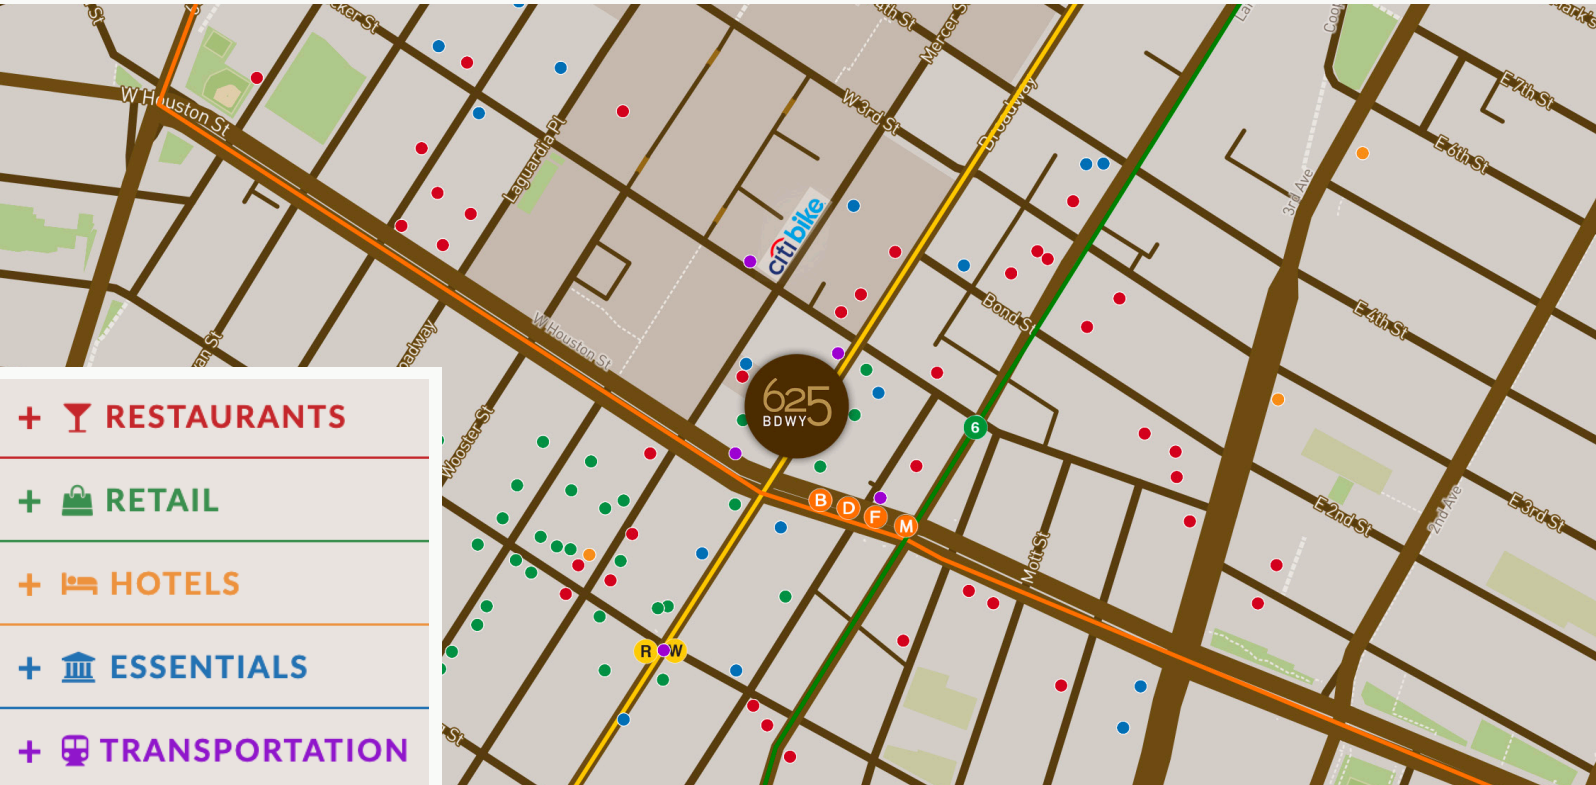 W Houston St
Laguardia Pl
Mercer S
W 3rd St
Broadway
3rd Ave
E 7th St
E 6th St
citi bike
Bond St
E 4th St
W Houston St
625
BDWY
Wooster St
6
B
D
F
M
Mott St
E 2nd St
2nd Ave
E 3rd St
R
W
+ RESTAURANTS
+ RETAIL
+ HOTELS
+ ESSENTIALS
+ TRANSPORTATION